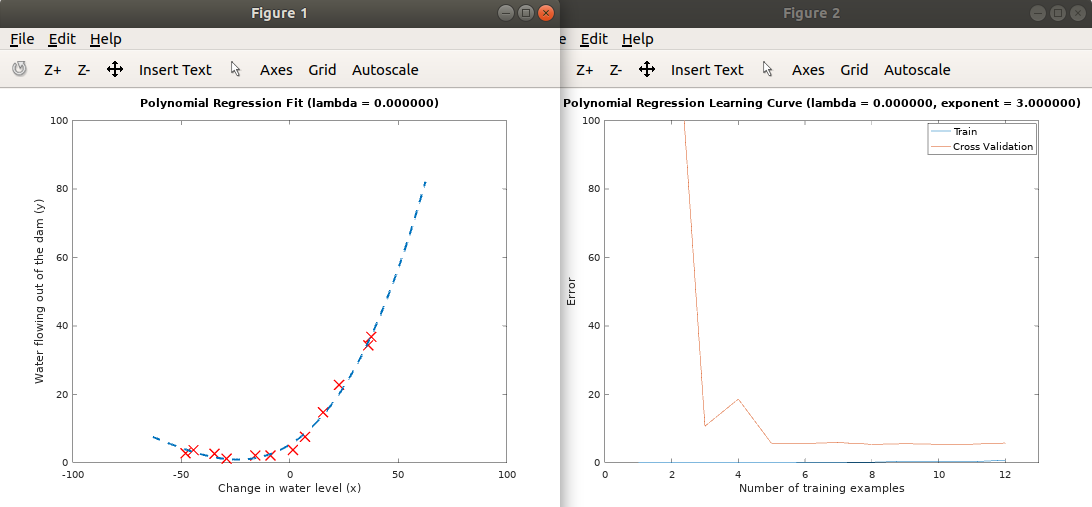 Figure 1
File Edit Help
Z+ Z- Insert Text Axes Grid Autoscale
Polynomial Regression Fit (lambda = 0.000000)
100
80
60
40
20
0
-100 -50 0 50 100
Water flowing out of the dam (y)
Change in water level (x)
Figure 2
e Edit Help
Z+ Z- Insert Text Axes Grid Autoscale
Polynomial Regression Learning Curve (lambda = 0.000000, exponent = 3.000000)
Train
Cross Validation
100
80
60
40
20
0
0 2 4 6 8 10 12
Error
Number of training examples